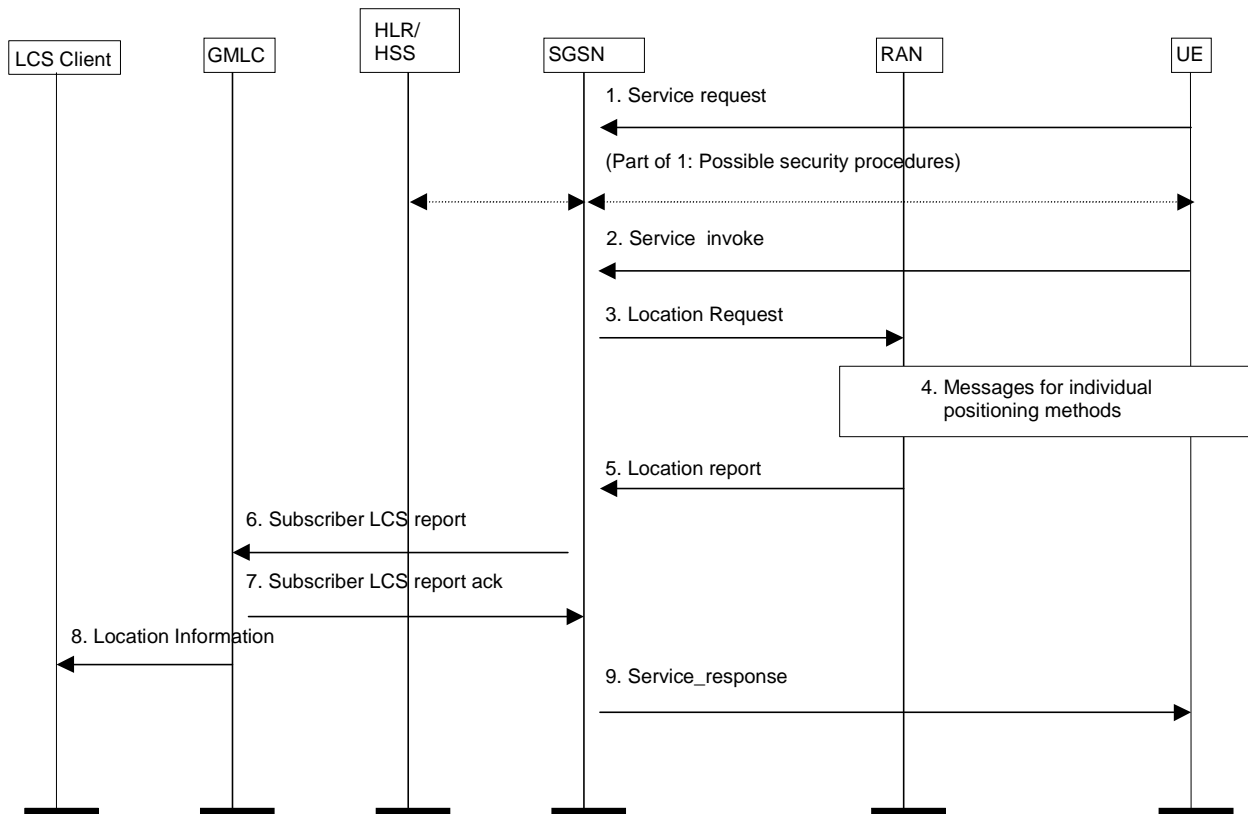 LCS Client
GMLC
HLR/
HSS
SGSN
RAN
UE
1. Service request
(Part of 1: Possible security procedures)
2. Service invoke
3. Location Request
4. Messages for individual
positioning methods
5. Location report
6. Subscriber LCS report
7. Subscriber LCS report ack
8. Location Information
9. Service_response